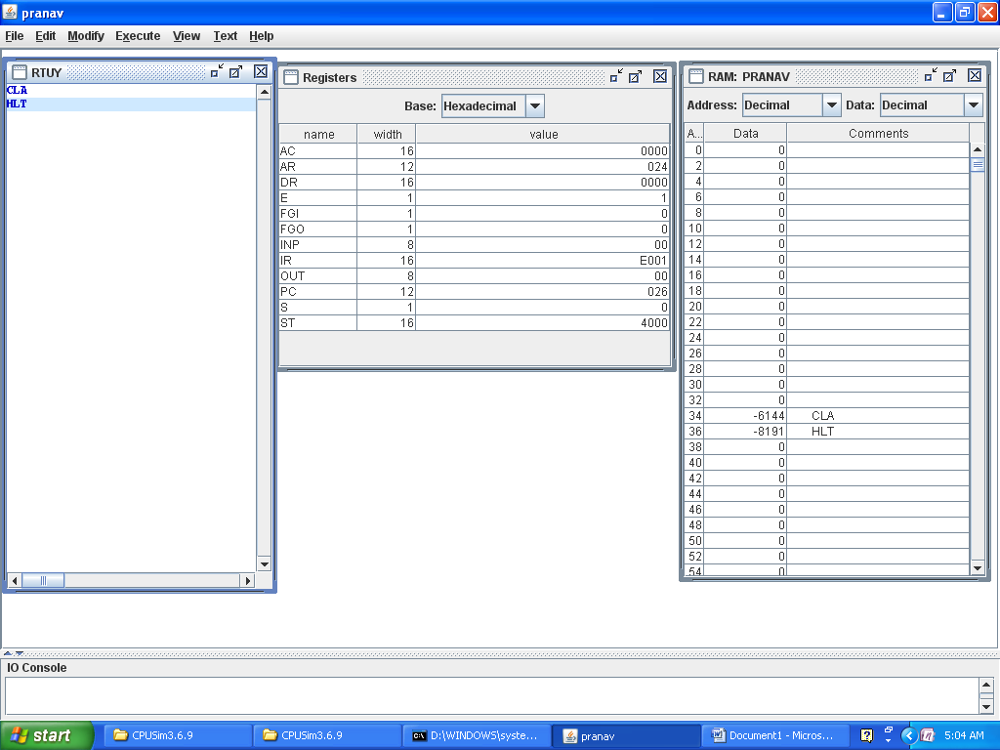 pranav
File Edit Modify Execute View Text Help
RTUY
CLA
HLT
Registers
Base: Hexadecimal
name width value
AC 16 0000
AR 12 024
DR 16 0000
E 1 1
FGI 1 0
FGO 1 0
INP 8 00
IR 16 E001
OUT 8 00
PC 12 026
S 1 0
ST 16 4000
RAM: PRANAV
Address: Decimal Data: Decimal
A... Data Comments
0 0
2 0
4 0
6 0
8 0
10 0
12 0
14 0
16 0
18 0
20 0
22 0
24 0
26 0
28 0
30 0
32 0
34 -6144 CLA
36 -8191 HLT
38 0
40 0
42 0
44 0
46 0
48 0
50 0
52 0
54 0
IO Console
start CPUSim3.6.9 CPUSim3.6.9 D:\WINDOWS\syste... pranav Document1 - Micros... 5:04 AM